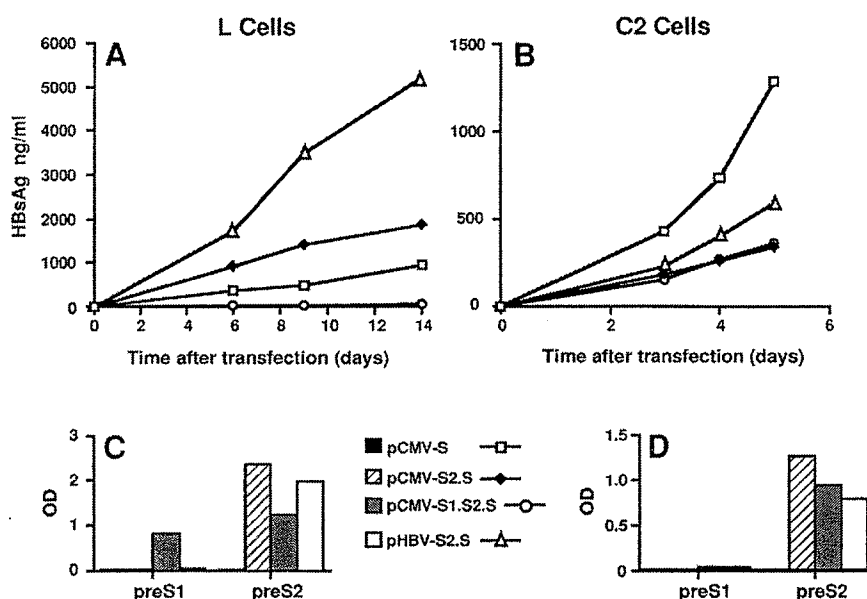 L Cells
C2 Cells
A
6000
5000
4000
3000
2000
1000
0
HBsAg ng/ml
0 2 4 6 8 10 12 14
Time after transfection (days)
B
1500
1000
500
0
0 2 4 6
Time after transfection (days)
C
3
2
1
0
OD
preS1 preS2
pCMV-S
pCMV-S2.S
pCMV-S1.S2.S
pHBV-S2.S
D
1.5
1.0
0.5
0
OD
preS1 preS2